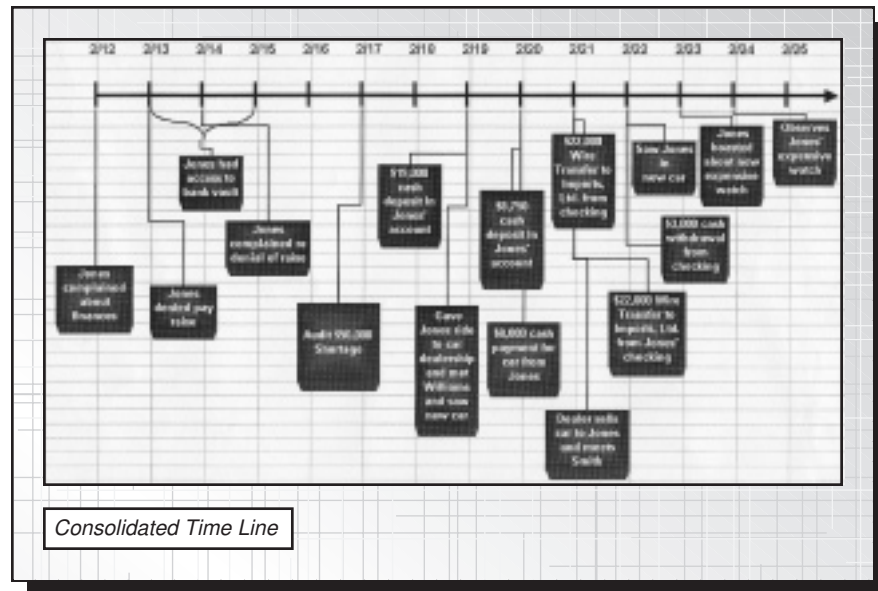 2/12 2/13 2/14 2/15 2/16 2/17 2/18 2/19 2/20 2/21 2/22 2/23 2/24 2/25
Jones had
access to
bank vault
$15,000
cash
deposit in
Jones'
account
$22,000
Wire
Transfer to
Imports,
Ltd. from
checking
Saw Jones
in
new car
Jones
boasted
about new
expensive
watch
Observes
Jones'
expensive
watch
Jones
complained re
denial of raise
cash
deposit in
Jones'
account
$3,000 cash
withdrawal
from
checking
Jones
complained
about
finances
Jones
denied pay
raise
Audit
Shortage
Gave
Jones ride
to car
dealership
and met
Williams
and saw
new car
cash
payment for
car from
Jones
$22,000 Wire
Transfer to
Imports, Ltd.
from Jones'
checking
Dealer sells
car to Jones
and meets
Smith
Consolidated Time Line